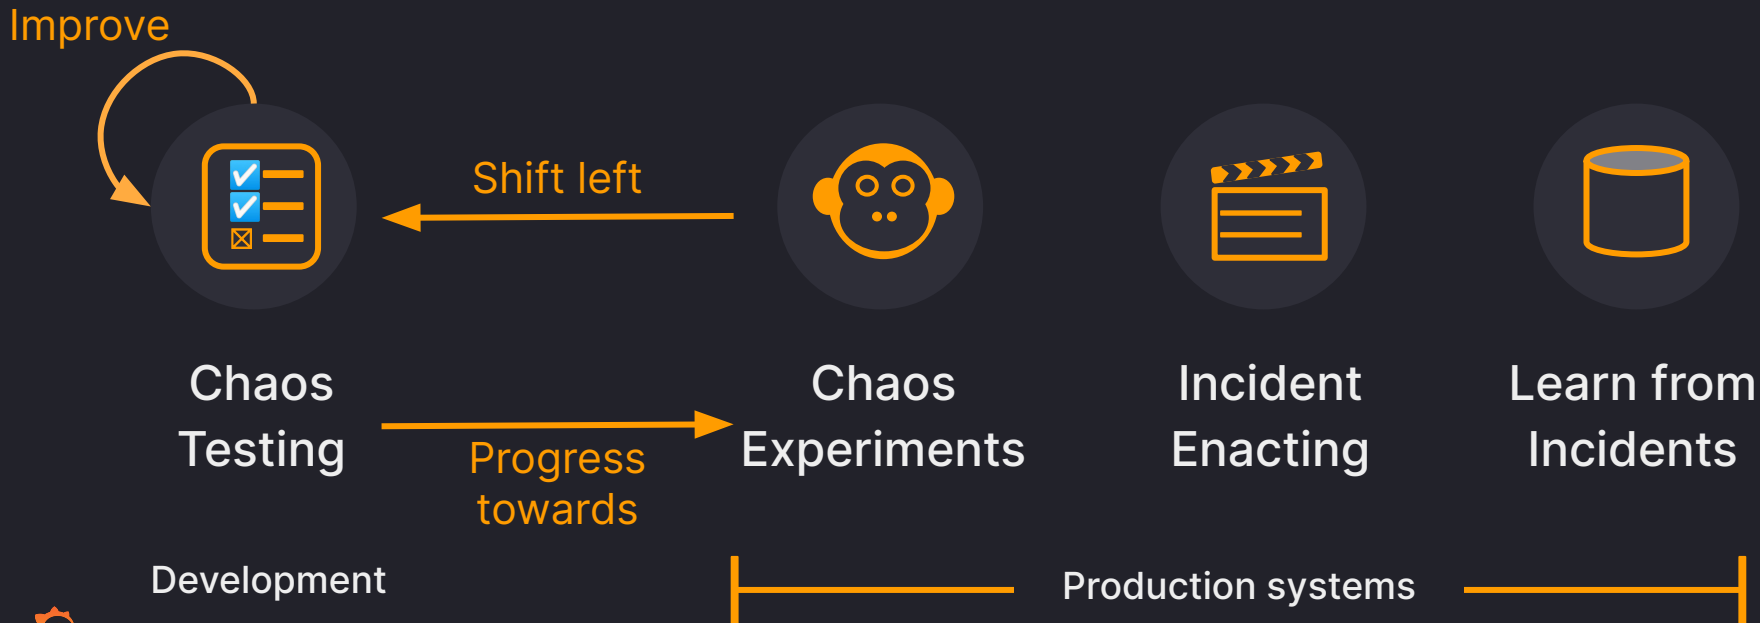 Improve
Shift left
Chaos
Testing
Progress
towards
Chaos
Experiments
Incident
Enacting
Learn from
Incidents
Development
Production systems